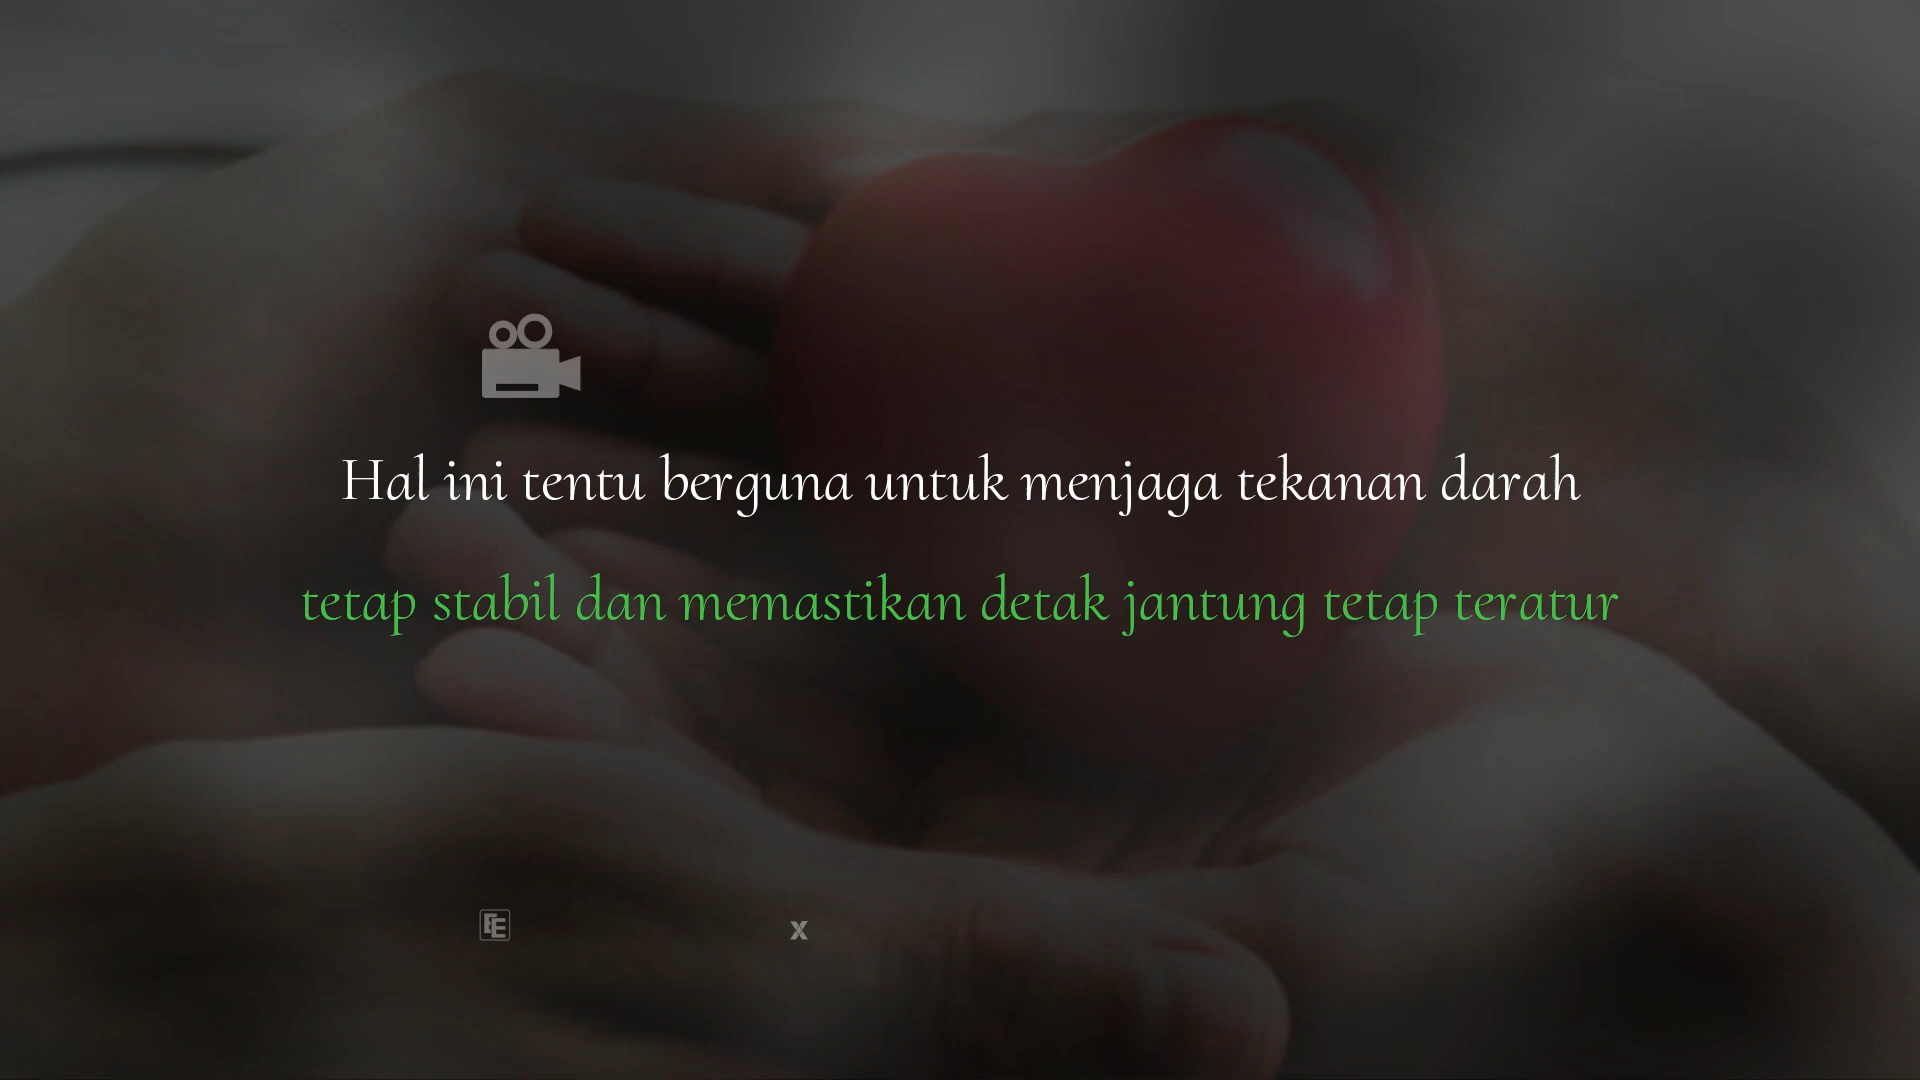 Hal ini tentu berguna untuk menjaga tekanan darah
tetap stabil dan memastikan detak jantung tetap teratur
E E
x